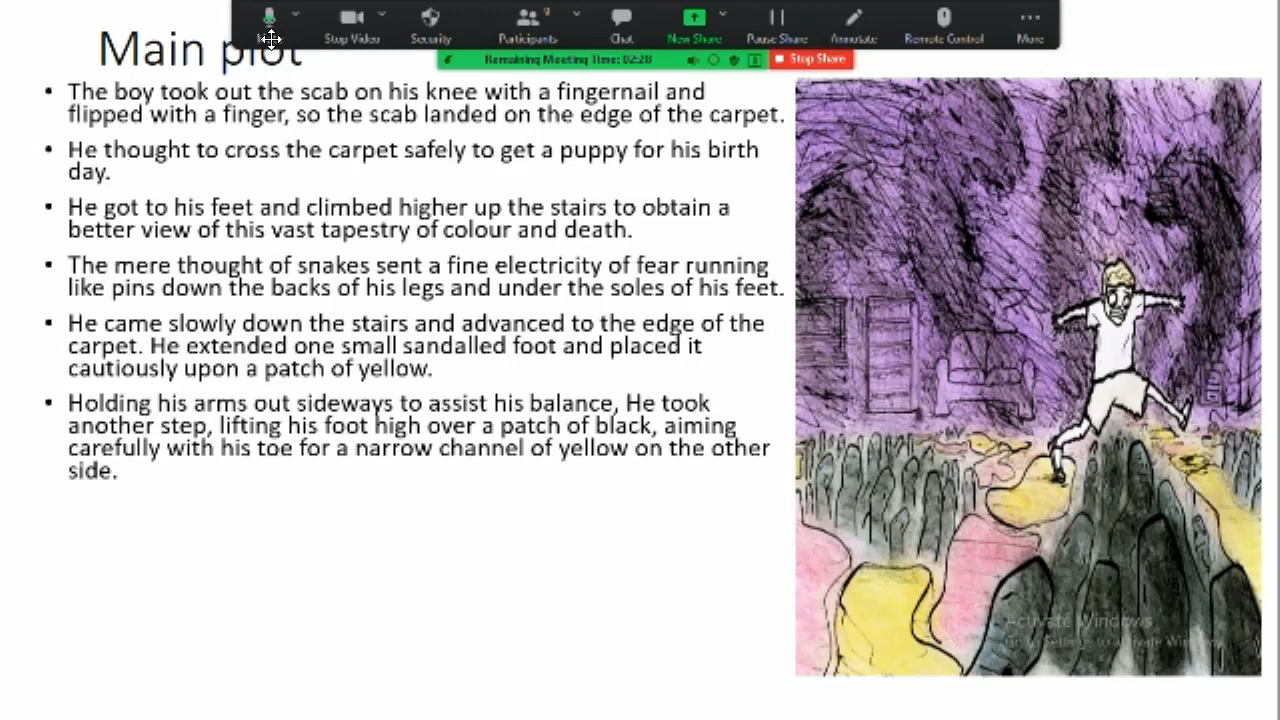 Stop Video
Security
Participants
Chat
New Share
Pause Share
Annotate
Remote Control
More
Remaining Meeting Time: 02:28
Stop Share
Main plot
The boy took out the scab on his knee with a fingernail and
flipped with a finger, so the scab landed on the edge of the carpet.
He thought to cross the carpet safely to get a puppy for his birth
day.
He got to his feet and climbed higher up the stairs to obtain a
better view of this vast tapestry of colour and death.
The mere thought of snakes sent a fine electricity of fear running
like pins down the backs of his legs and under the soles of his feet.
He came slowly down the stairs and advanced to the edge of the
carpet. He extended one small sandalled foot and placed it
cautiously upon a patch of yellow.
Holding his arms out sideways to assist his balance, He took
another step, lifting his foot high over a patch of black, aiming
carefully with his toe for a narrow channel of yellow on the other
side.
Activate Windows
Go to Settings to activate Windows.